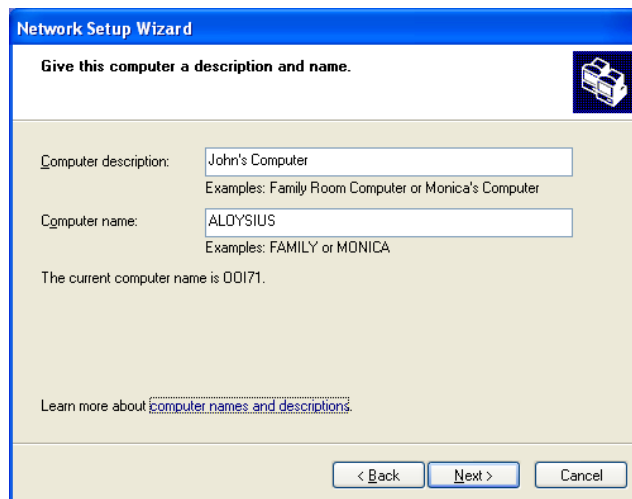 Network Setup Wizard
Give this computer a description and name.
Computer description:
John's Computer
Examples: Family Room Computer or Monica's Computer
Computer name:
ALOYSIUS
Examples: FAMILY or MONICA
The current computer name is OOI71.
Learn more about computer names and descriptions.
< Back
Next >
Cancel